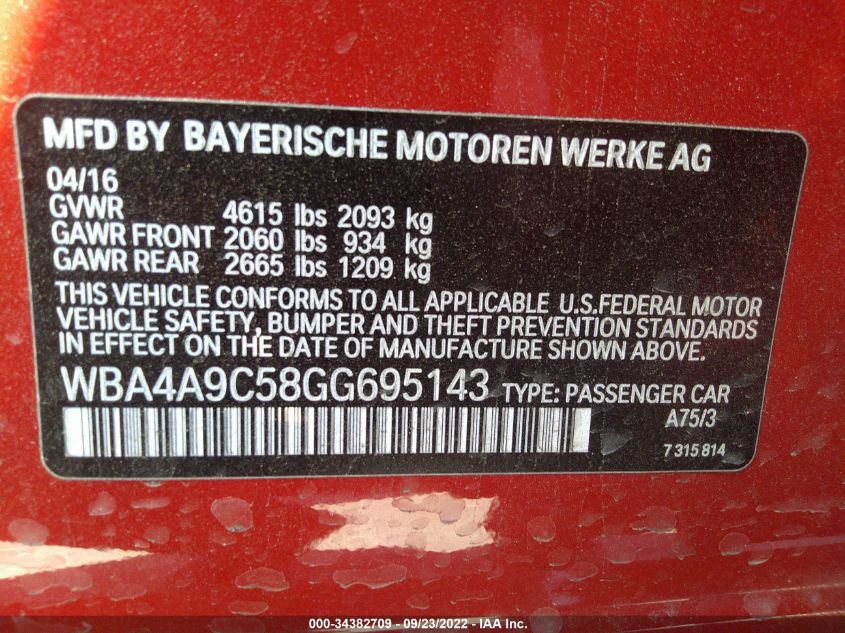 MFD BY BAYERISCHE MOTOREN WERKE AG
04/16
GVWR 4615 lbs 2093 kg
GAWR FRONT 2060 lbs 934 kg
GAWR REAR 2665 lbs 1209 kg
THIS VEHICLE CONFORMS TO ALL APPLICABLE U.S.FEDERAL MOTOR
VEHICLE SAFETY, BUMPER AND THEFT PREVENTION STANDARDS
IN EFFECT ON THE DATE OF MANUFACTURE SHOWN ABOVE.
WBA4A9C58GG695143 TYPE: PASSENGER CAR
A75/3
7 315 814
000-34382709 - 09/23/2022 - IAA Inc.